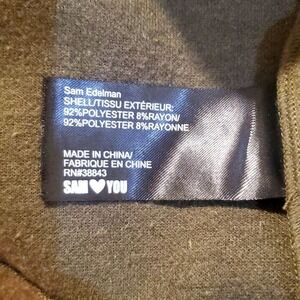 Sam Edelman
SHELL/TISSU EXTÉRIEUR:
92%POLYESTER 8%RAYON/
92%POLYESTER 8%RAYONNE
MADE IN CHINA/
FABRIQUE EN CHINE
RN#38843
SAM ♥ YOU